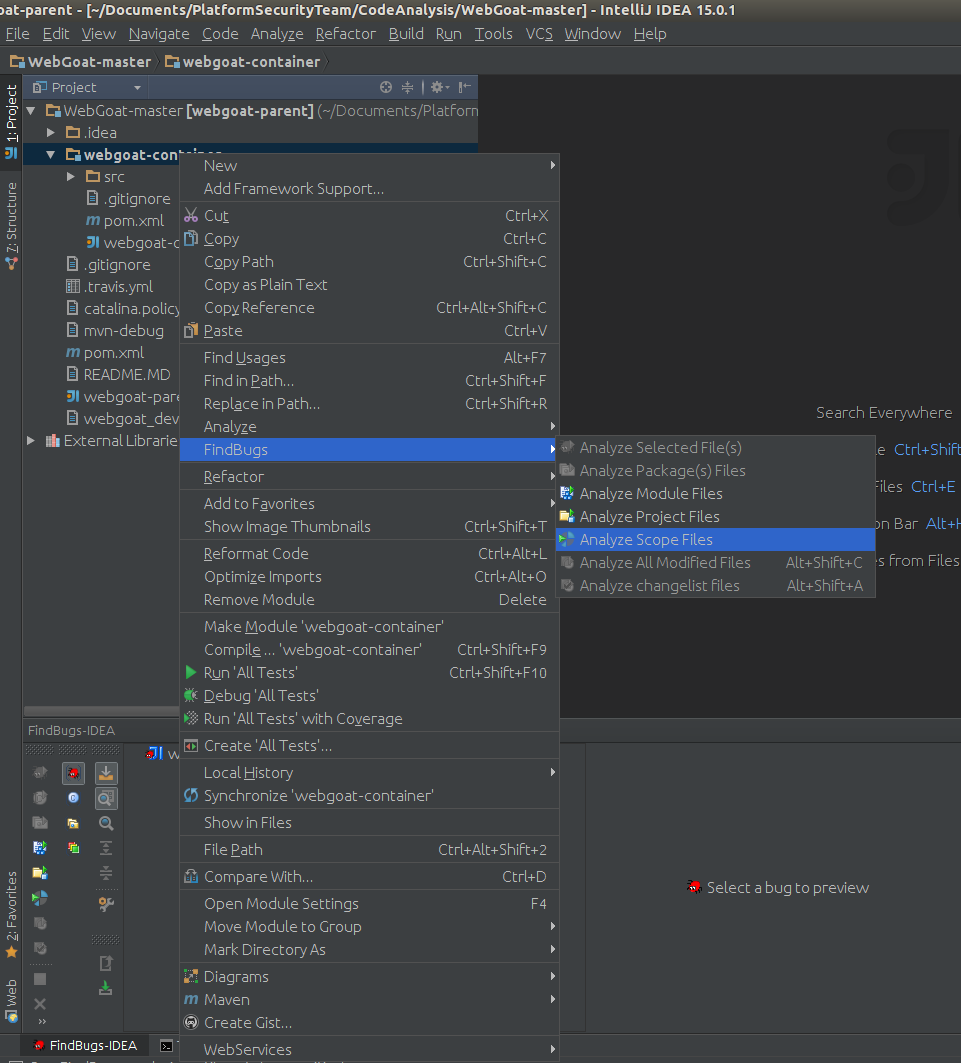 oat-parent - [~/Documents/PlatformSecurityTeam/CodeAnalysis/WebGoat-master] - IntelliJ IDEA 15.0.1
File Edit View Navigate Code Analyze Refactor Build Run Tools VCS Window Help
WebGoat-master webgoat-container
1: Project
7: Structure
2: Favorites
Web
Project
WebGoat-master [webgoat-parent] (~/Documents/Platform
.idea
webgoat-container
src
.gitignore
pom.xml
webgoat-c
.gitignore
.travis.yml
catalina.policy
mvn-debug
pom.xml
README.MD
webgoat-pare
webgoat_dev
External Librarie
New
Add Framework Support...
Cut Ctrl+X
Copy Ctrl+C
Copy Path Ctrl+Shift+C
Copy as Plain Text
Copy Reference Ctrl+Alt+Shift+C
Paste Ctrl+V
Find Usages Alt+F7
Find in Path... Ctrl+Shift+F
Replace in Path... Ctrl+Shift+R
Analyze
FindBugs
Refactor
Add to Favorites
Show Image Thumbnails Ctrl+Shift+T
Reformat Code Ctrl+Alt+L
Optimize Imports Ctrl+Alt+O
Remove Module Delete
Make Module 'webgoat-container'
Compile ... 'webgoat-container' Ctrl+Shift+F9
Run 'All Tests' Ctrl+Shift+F10
Debug 'All Tests'
Run 'All Tests' with Coverage
Create 'All Tests'...
Local History
Synchronize 'webgoat-container'
Show in Files
File Path Ctrl+Alt+Shift+2
Compare With... Ctrl+D
Open Module Settings F4
Move Module to Group
Mark Directory As
Diagrams
Maven
Create Gist...
WebServices
Analyze Selected File(s)
Analyze Package(s) Files
Analyze Module Files
Analyze Project Files
Analyze Scope Files
Analyze All Modified Files Alt+Shift+C
Analyze changelist files Alt+Shift+A
Search Everywhere
le Ctrl+Shift
Files Ctrl+E
on Bar Alt+H
s from Files
FindBugs-IDEA
w
Select a bug to preview
FindBugs-IDEA